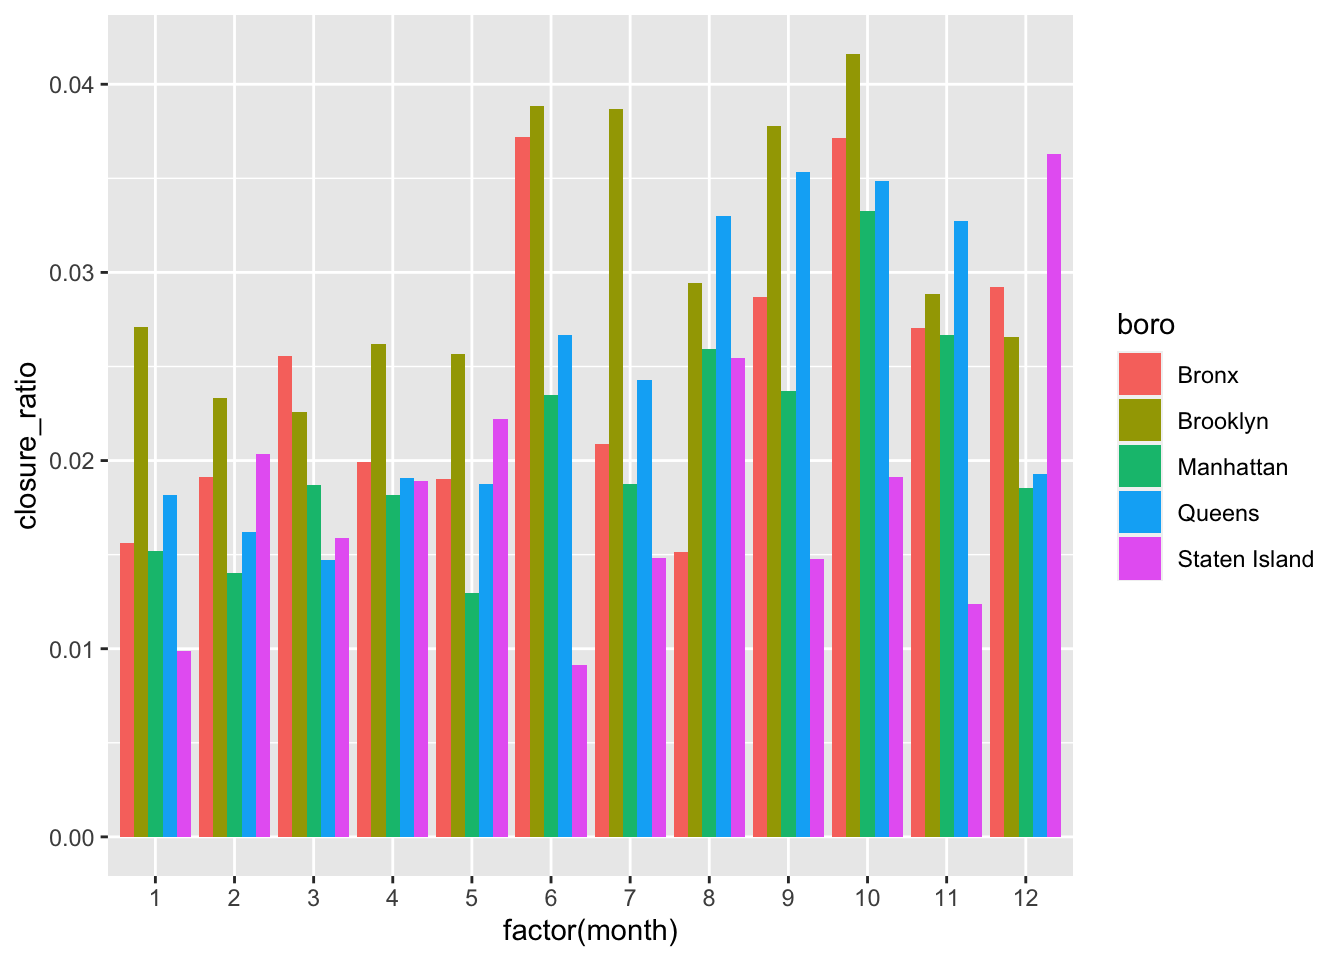 closure_ratio
0.04
0.03
0.02
0.01
0.00
1 2 3 4 5 6 7 8 9 10 11 12
factor(month)
boro
Bronx
Brooklyn
Manhattan
Queens
Staten Island